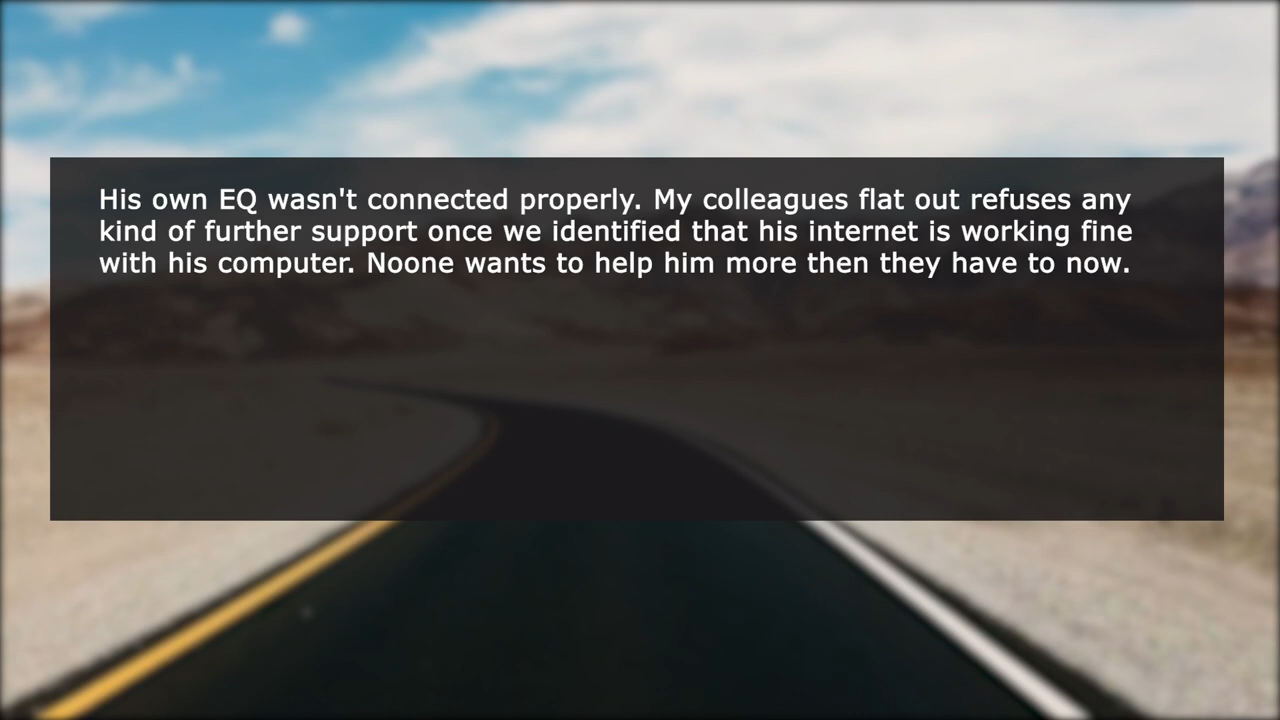 His own EQ wasn't connected properly. My colleagues flat out refuses any
kind of further support once we identified that his internet is working fine
with his computer. Noone wants to help him more then they have to now.